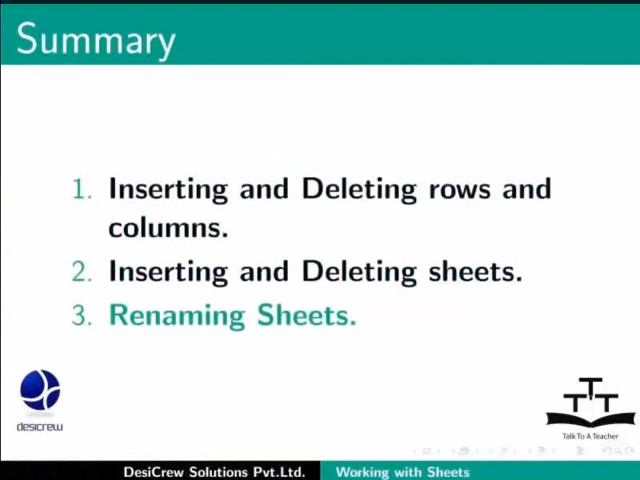 Summary
1. Inserting and Deleting rows and
columns.
2. Inserting and Deleting sheets.
3. Renaming Sheets.
desicrew
TTT
Talk To A Teacher
DesiCrew Solutions Pvt.Ltd. Working with Sheets